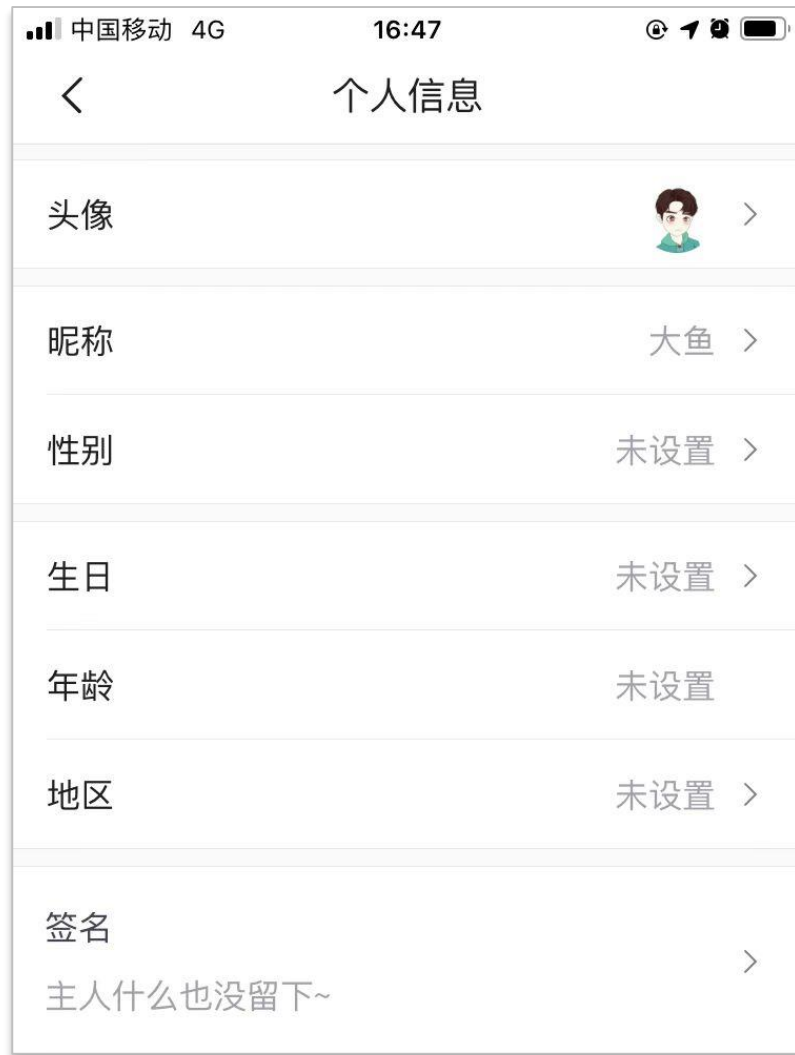 中国移动 4G 16:47
个人信息
头像
昵称 大鱼
性别 未设置
生日 未设置
年龄 未设置
地区 未设置
签名
主人什么也没留下~